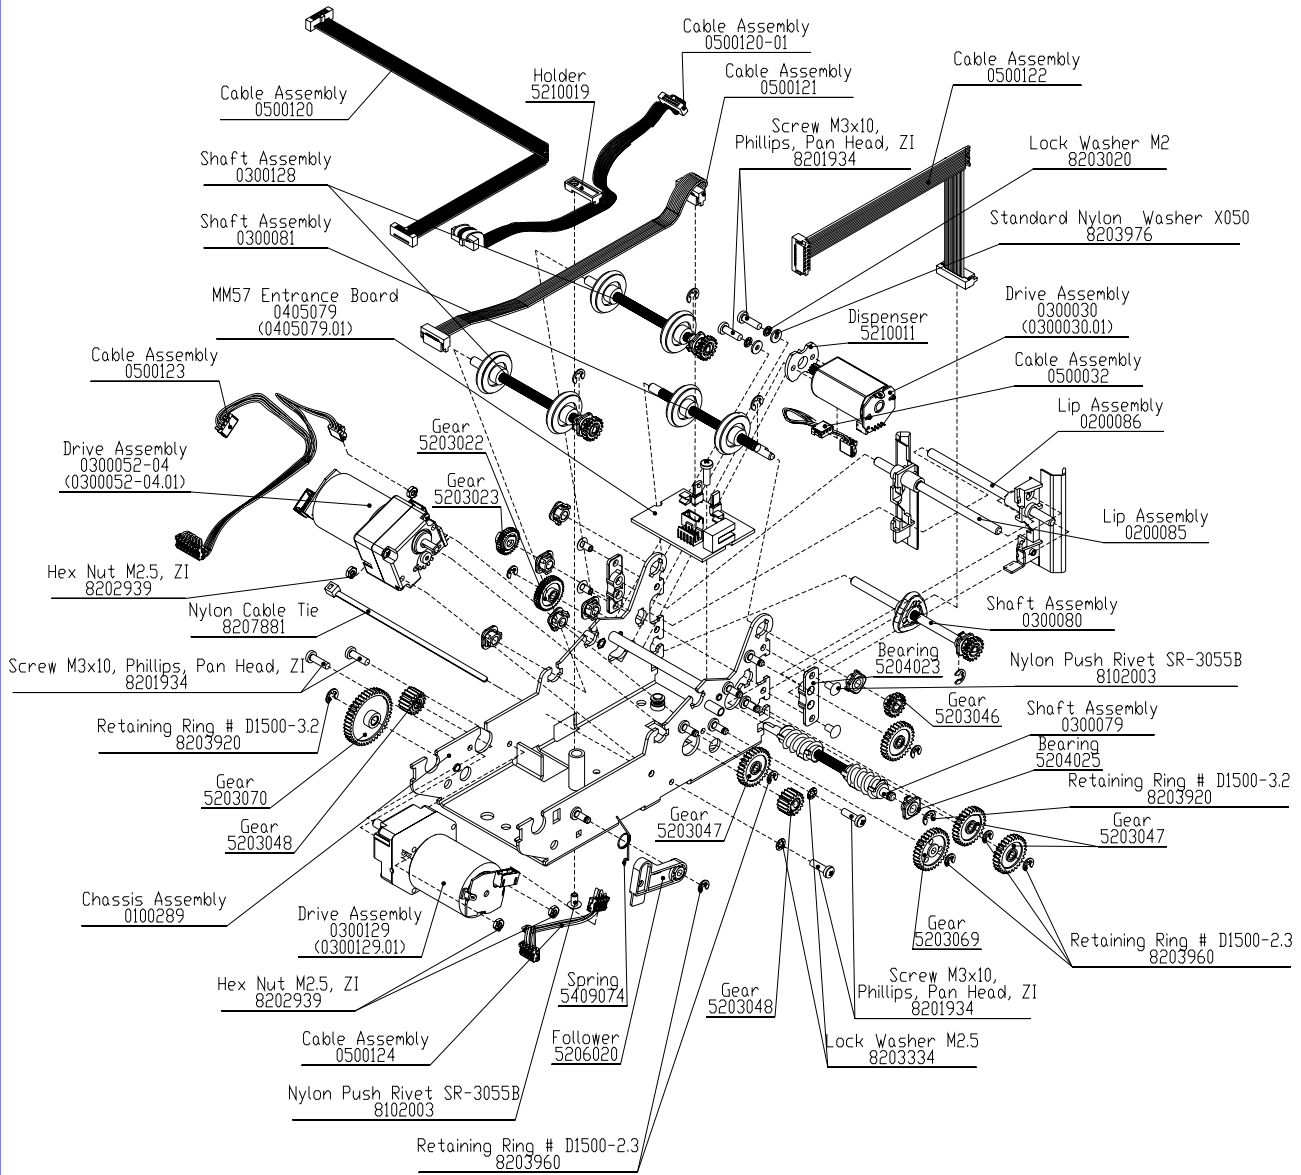 Cable Assembly
0500120-01
Cable Assembly
0500122
Cable Assembly
0500121
Holder
5210019
Cable Assembly
0500120
Screw M3x10,
Phillips, Pan Head, ZI
8201934
Lock Washer M2
8203020
Shaft Assembly
0300128
Standard Nylon  Washer X050
8203976
Shaft Assembly
0300081
MM57 Entrance Board
0405079
(0405079.01)
Drive Assembly
0300030
(0300030.01)
Dispenser
5210011
Cable Assembly
0500123
Cable Assembly
0500032
Lip Assembly
0200086
Gear
5203022
Drive Assembly
0300052-04
(0300052-04.01)
Gear
5203023
Lip Assembly
0200085
Hex Nut M2.5, ZI
8202939
Nylon Cable Tie
8207881
Shaft Assembly
0300080
Bearing
5204023
Nylon Push Rivet SR-3055B
8102003
Screw M3x10, Phillips, Pan Head, ZI
8201934
Gear
5203046
Shaft Assembly
0300079
Retaining Ring # D1500-3.2
8203920
Bearing
5204025
Retaining Ring # D1500-3.2
8203920
Gear
5203070
Gear
5203047
Gear
5203047
Gear
5203048
Chassis Assembly
0100289
Drive Assembly
0300129
(0300129.01)
Gear
5203069
Retaining Ring # D1500-2.3
8203960
Hex Nut M2.5, ZI
8202939
Spring
5409074
Gear
5203048
Screw M3x10,
Phillips, Pan Head, ZI
8201934
Cable Assembly
0500124
Follower
5206020
Lock Washer M2.5
8203334
Nylon Push Rivet SR-3055B
8102003
Retaining Ring # D1500-2.3
8203960